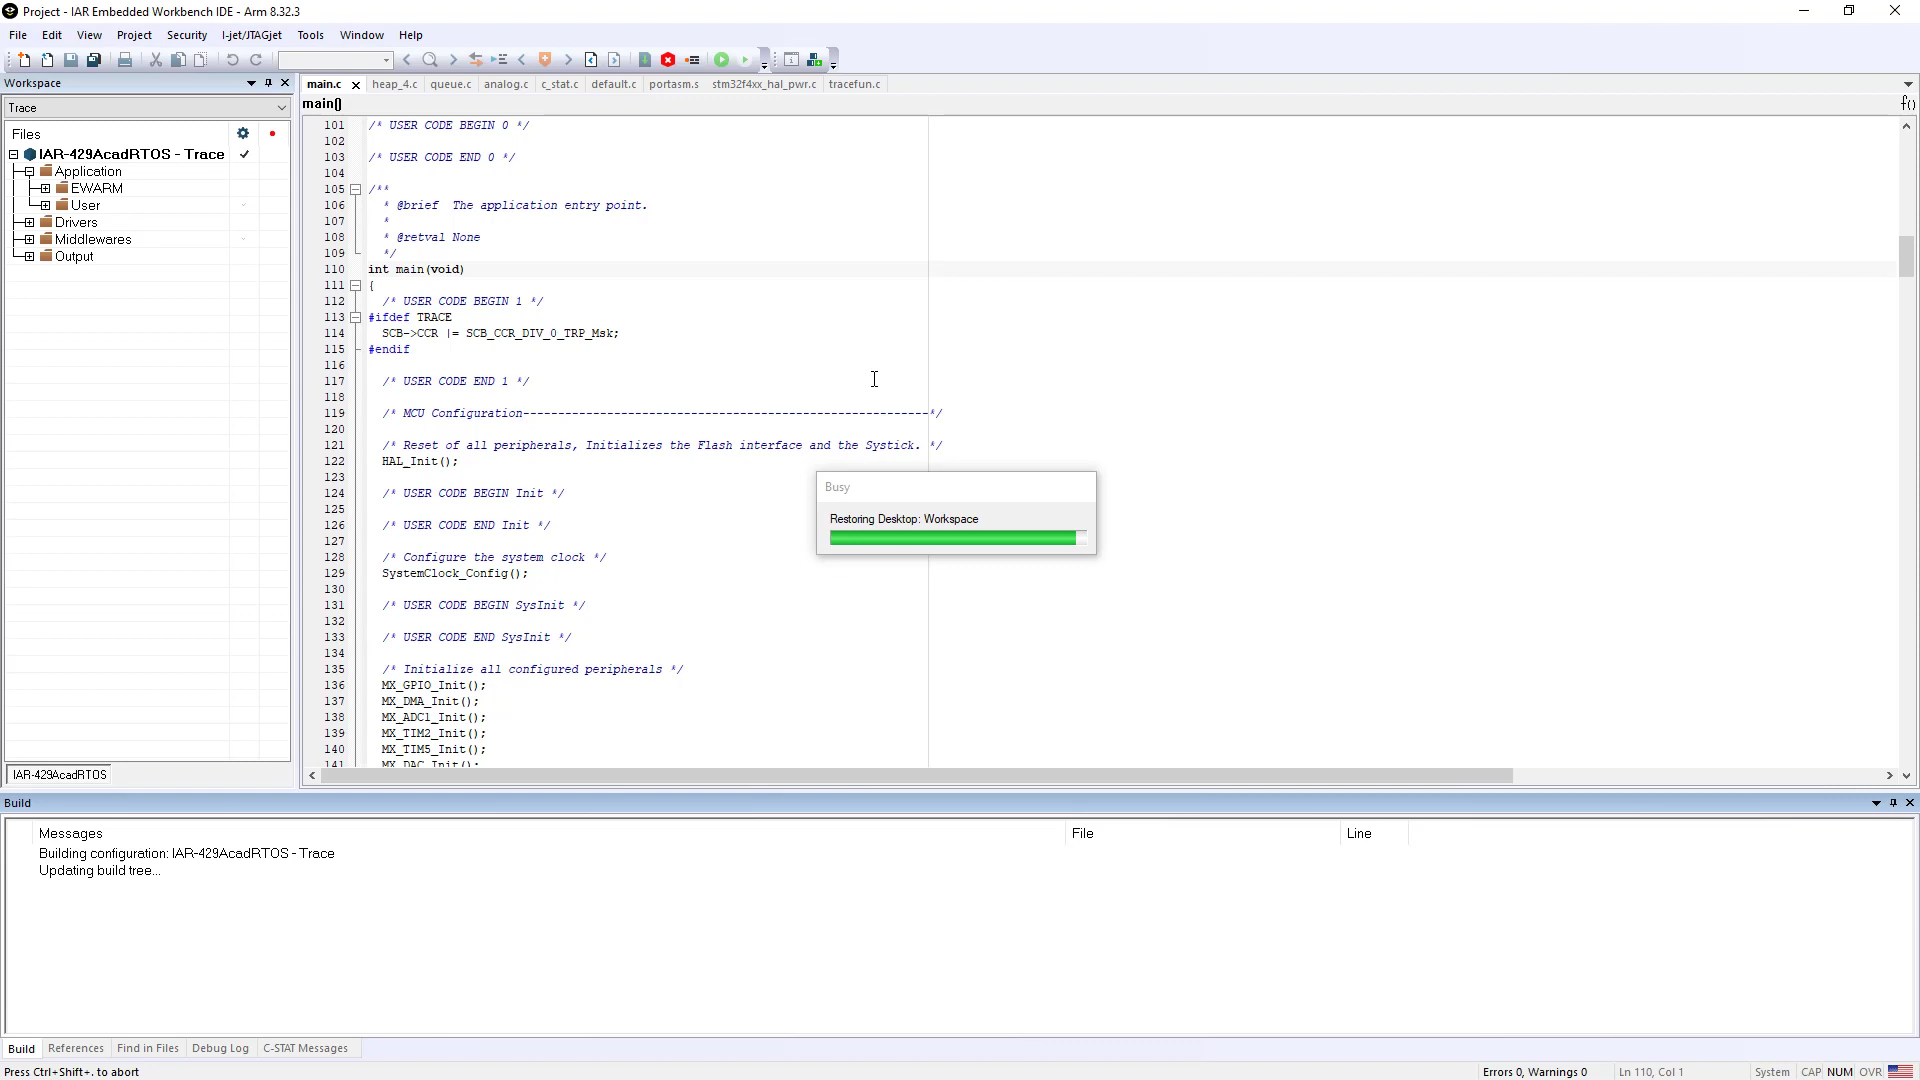 Project - IAR Embedded Workbench IDE - Arm 8.32.3
File Edit View Project Security I-jet/JTAGjet Tools Window Help
Workspace
Trace
Files
IAR-429AcadRTOS - Trace
Application
EWARM
User
Drivers
Middlewares
Output
IAR-429AcadRTOS
main.c heap_4.c queue.c analog.c c_stat.c default.c portasm.s stm32f4xx_hal_pwr.c tracefun.c
main()
f()
101 /* USER CODE BEGIN 0 */
102
103 /* USER CODE END 0 */
104
105 /**
106 * @brief The application entry point.
107 *
108 * @retval None
109 */
110 int main(void)
111 {
112 /* USER CODE BEGIN 1 */
113 #ifdef TRACE
114 SCB->CCR |= SCB_CCR_DIV_0_TRP_Msk;
115 #endif
116
117 /* USER CODE END 1 */
118
119 /* MCU Configuration----------------------------------------------------------*/
120
121 /* Reset of all peripherals, Initializes the Flash interface and the Systick. */
122 HAL_Init();
123
124 /* USER CODE BEGIN Init */
125
126 /* USER CODE END Init */
127
128 /* Configure the system clock */
129 SystemClock_Config();
130
131 /* USER CODE BEGIN SysInit */
132
133 /* USER CODE END SysInit */
134
135 /* Initialize all configured peripherals */
136 MX_GPIO_Init();
137 MX_DMA_Init();
138 MX_ADC1_Init();
139 MX_TIM2_Init();
140 MX_TIM5_Init();
141 MX_DAC_Init();
Busy
Restoring Desktop: Workspace
Build
Messages File Line
Building configuration: IAR-429AcadRTOS - Trace
Updating build tree...
Build References Find in Files Debug Log C-STAT Messages
Press Ctrl+Shift+. to abort Errors 0, Warnings 0 Ln 110, Col 1 System CAP NUM OVR